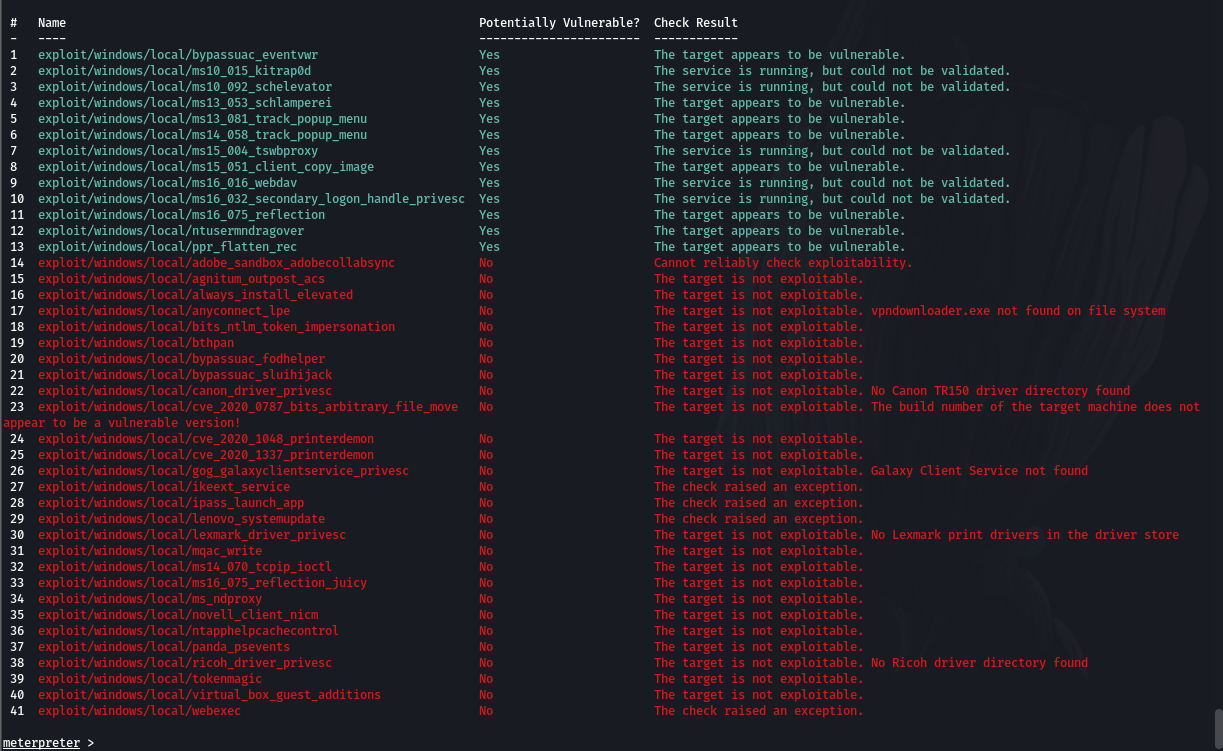 # Name Potentially Vulnerable? Check Result
- ---- ----------------------- ------------
1 exploit/windows/local/bypassuac_eventvwr Yes The target appears to be vulnerable.
2 exploit/windows/local/ms10_015_kitrap0d Yes The service is running, but could not be validated.
3 exploit/windows/local/ms10_092_schelevator Yes The service is running, but could not be validated.
4 exploit/windows/local/ms13_053_schlamperei Yes The target appears to be vulnerable.
5 exploit/windows/local/ms13_081_track_popup_menu Yes The target appears to be vulnerable.
6 exploit/windows/local/ms14_058_track_popup_menu Yes The target appears to be vulnerable.
7 exploit/windows/local/ms15_004_tswbproxy Yes The service is running, but could not be validated.
8 exploit/windows/local/ms15_051_client_copy_image Yes The target appears to be vulnerable.
9 exploit/windows/local/ms16_016_webdav Yes The service is running, but could not be validated.
10 exploit/windows/local/ms16_032_secondary_logon_handle_privesc Yes The service is running, but could not be validated.
11 exploit/windows/local/ms16_075_reflection Yes The target appears to be vulnerable.
12 exploit/windows/local/ntusermndragover Yes The target appears to be vulnerable.
13 exploit/windows/local/ppr_flatten_rec Yes The target appears to be vulnerable.
14 exploit/windows/local/adobe_sandbox_adobecollabsync No Cannot reliably check exploitability.
15 exploit/windows/local/agnitum_outpost_acs No The target is not exploitable.
16 exploit/windows/local/always_install_elevated No The target is not exploitable.
17 exploit/windows/local/anyconnect_lpe No The target is not exploitable. vpndownloader.exe not found on file system
18 exploit/windows/local/bits_ntlm_token_impersonation No The target is not exploitable.
19 exploit/windows/local/bthpan No The target is not exploitable.
20 exploit/windows/local/bypassuac_fodhelper No The target is not exploitable.
21 exploit/windows/local/bypassuac_sluihijack No The target is not exploitable.
22 exploit/windows/local/canon_driver_privesc No The target is not exploitable. No Canon TR150 driver directory found
23 exploit/windows/local/cve_2020_0787_bits_arbitrary_file_move No The target is not exploitable. The build number of the target machine does not
appear to be a vulnerable version!
24 exploit/windows/local/cve_2020_1048_printerdemon No The target is not exploitable.
25 exploit/windows/local/cve_2020_1337_printerdemon No The target is not exploitable.
26 exploit/windows/local/gog_galaxyclientservice_privesc No The target is not exploitable. Galaxy Client Service not found
27 exploit/windows/local/ikeext_service No The check raised an exception.
28 exploit/windows/local/ipass_launch_app No The check raised an exception.
29 exploit/windows/local/lenovo_systemupdate No The check raised an exception.
30 exploit/windows/local/lexmark_driver_privesc No The target is not exploitable. No Lexmark print drivers in the driver store
31 exploit/windows/local/mqac_write No The target is not exploitable.
32 exploit/windows/local/ms14_070_tcpip_ioctl No The target is not exploitable.
33 exploit/windows/local/ms16_075_reflection_juicy No The target is not exploitable.
34 exploit/windows/local/ms_ndproxy No The target is not exploitable.
35 exploit/windows/local/novell_client_nicm No The target is not exploitable.
36 exploit/windows/local/ntapphelpcachecontrol No The target is not exploitable.
37 exploit/windows/local/panda_psevents No The target is not exploitable.
38 exploit/windows/local/ricoh_driver_privesc No The target is not exploitable. No Ricoh driver directory found
39 exploit/windows/local/tokenmagic No The target is not exploitable.
40 exploit/windows/local/virtual_box_guest_additions No The target is not exploitable.
41 exploit/windows/local/webexec No The check raised an exception.
meterpreter >